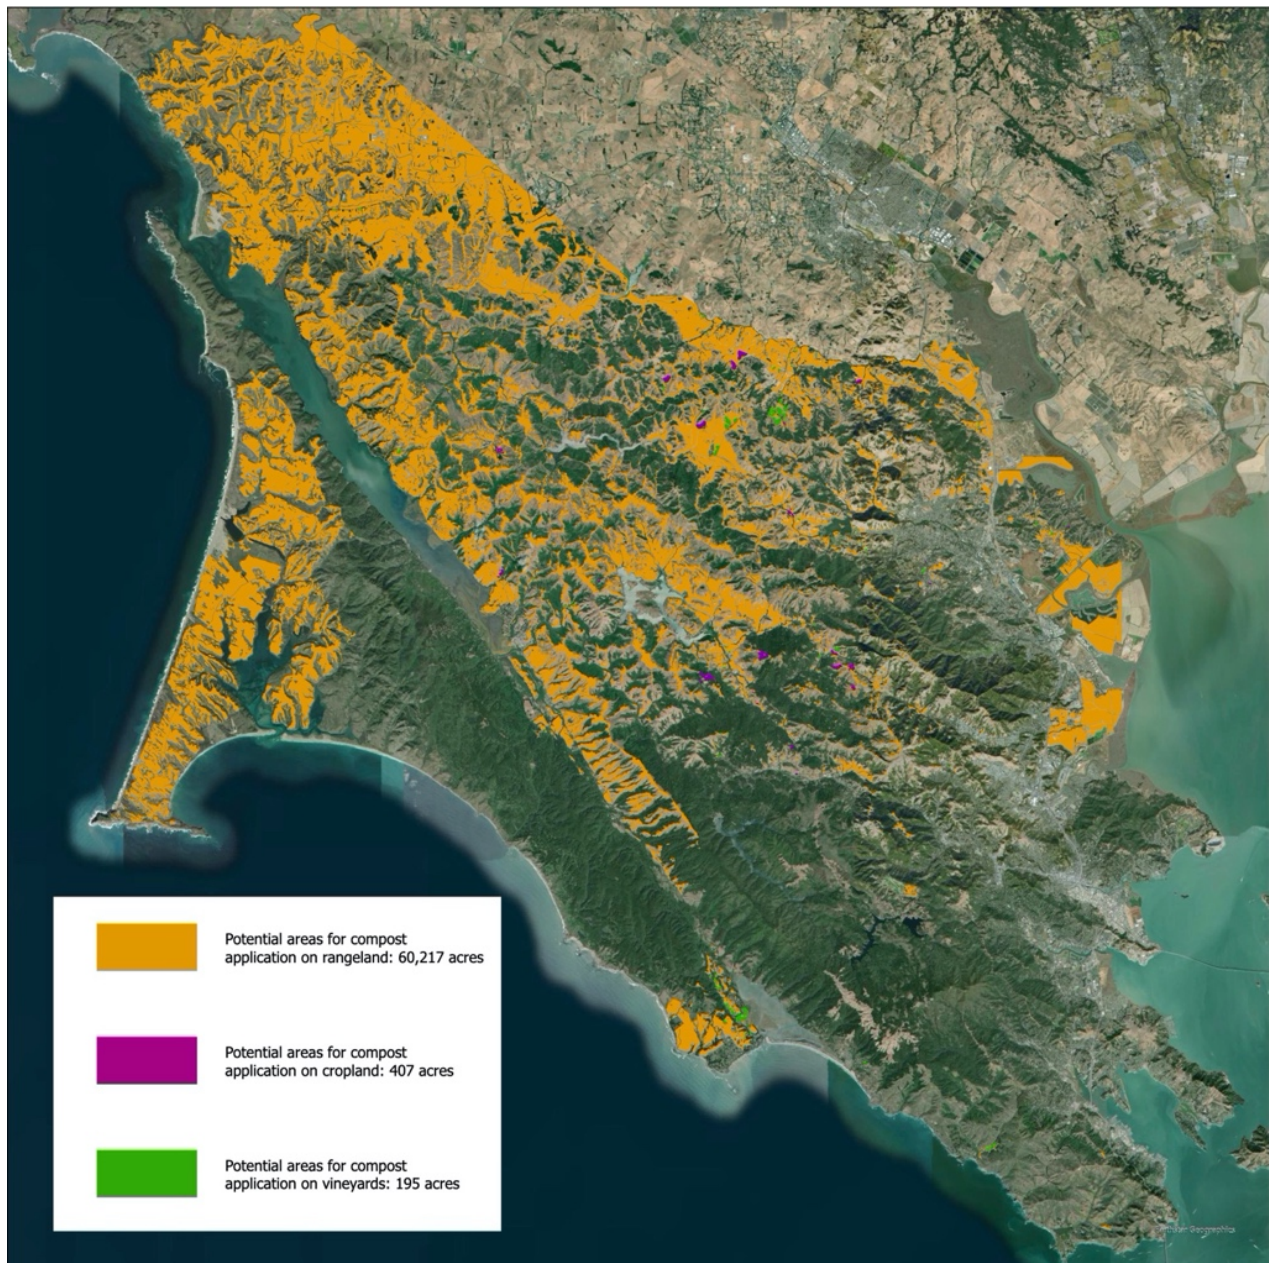 Potential areas for compost
application on rangeland: 60,217 acres
Potential areas for compost
application on cropland: 407 acres
Potential areas for compost
application on vineyards: 195 acres